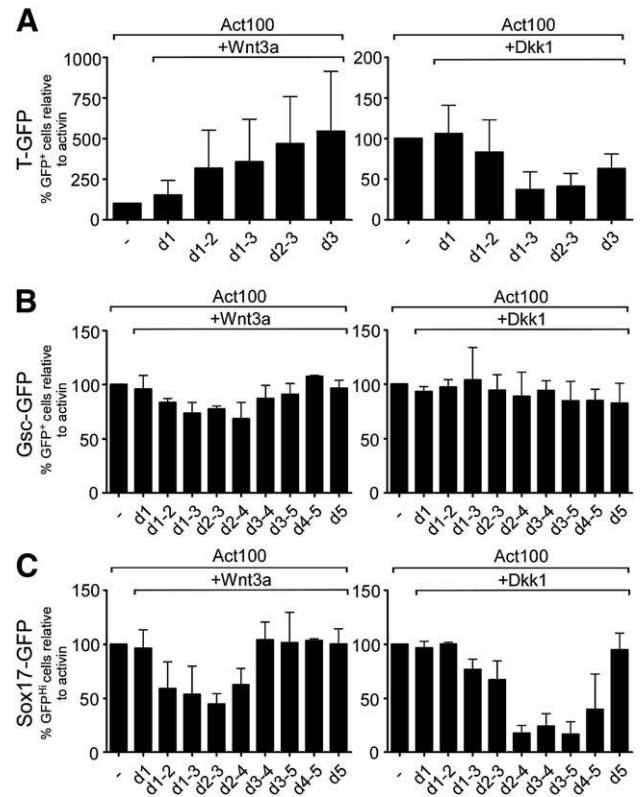 A
Act100
+Wnt3a
T-GFP
% GFP+ cells relative
to activin
1000
750
500
250
0
-
d1
d1-2
d1-3
d2-3
d3
Act100
+Dkk1
200
150
100
50
0
-
d1
d1-2
d1-3
d2-3
d3
B
Act100
+Wnt3a
Gsc-GFP
% GFP+ cells relative
to activin
150
100
50
0
-
d1
d1-2
d1-3
d2-3
d2-4
d3-4
d3-5
d4-5
d5
Act100
+Dkk1
150
100
50
0
-
d1
d1-2
d1-3
d2-3
d2-4
d3-4
d3-5
d4-5
d5
C
Act100
+Wnt3a
Sox17-GFP
% GFPHi cells relative
to activin
150
100
50
0
-
d1
d1-2
d1-3
d2-3
d2-4
d3-4
d3-5
d4-5
d5
Act100
+Dkk1
150
100
50
0
-
d1
d1-2
d1-3
d2-3
d2-4
d3-4
d3-5
d4-5
d5